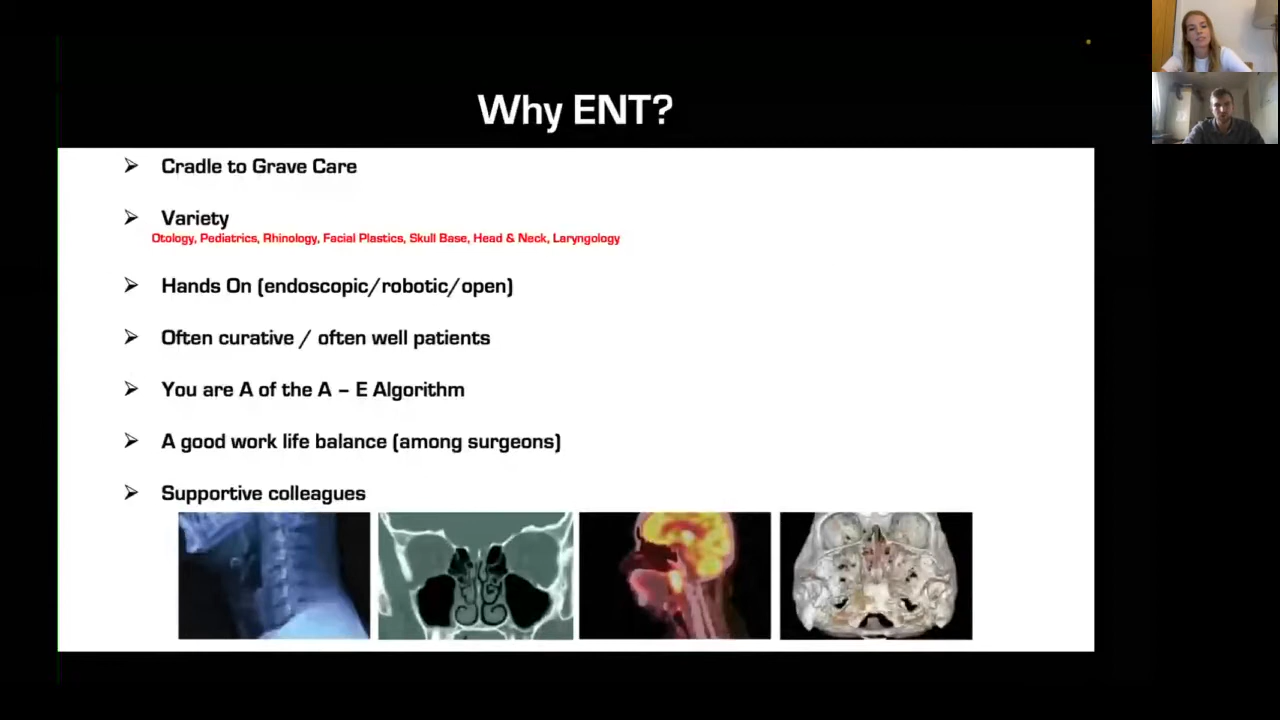 Why ENT?
Cradle to Grave Care
Variety
Otology, Pediatrics, Rhinology, Facial Plastics, Skull Base, Head & Neck, Laryngology
Hands On (endoscopic/robotic/open)
Often curative / often well patients
You are A of the A – E Algorithm
A good work life balance (among surgeons)
Supportive colleagues